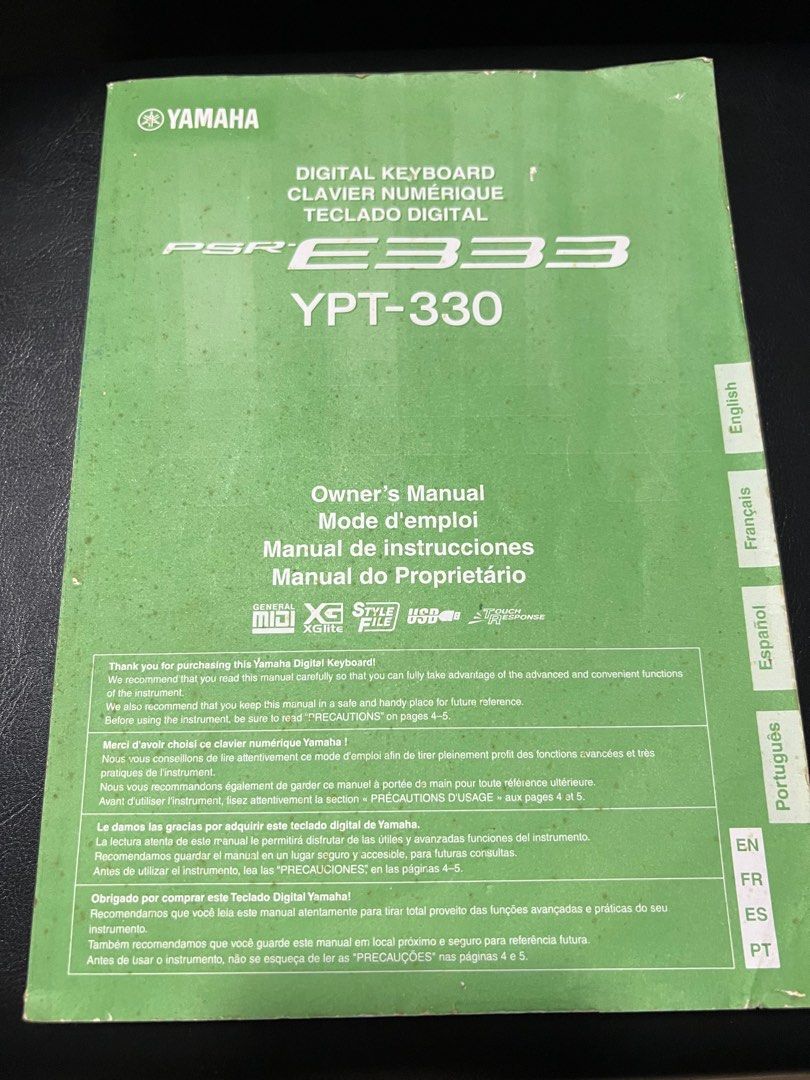 YAMAHA
DIGITAL KEYBOARD
CLAVIER NUMÉRIQUE
TECLADO DIGITAL
PSR-E333
YPT-330
Owner's Manual
Mode d'emploi
Manual de instrucciones
Manual do Proprietário
GENERAL MIDI XG XGlite STYLE FILE USB TOUCH RESPONSE
Thank you for purchasing this Yamaha Digital Keyboard!
We recommend that you read this manual carefully so that you can fully take advantage of the advanced and convenient functions
of the instrument.
We also recommend that you keep this manual in a safe and handy place for future reference.
Before using the instrument, be sure to read "PRECAUTIONS" on pages 4–5.
Merci d'avoir choisi ce clavier numérique Yamaha !
Nous vous conseillons de lire attentivement ce mode d'emploi afin de tirer pleinement profit des fonctions avancées et très
pratiques de l'instrument.
Nous vous recommandons également de garder ce manuel à portée de main pour toute référence ultérieure.
Avant d'utiliser l'instrument, lisez attentivement la section « PRÉCAUTIONS D'USAGE » aux pages 4 et 5.
Le damos las gracias por adquirir este teclado digital de Yamaha.
La lectura atenta de este manual le permitirá disfrutar de las útiles y avanzadas funciones del instrumento.
Recomendamos guardar el manual en un lugar seguro y accesible, para futuras consultas.
Antes de utilizar el instrumento, lea las "PRECAUCIONES", en las páginas 4–5.
Obrigado por comprar este Teclado Digital Yamaha!
Recomendamos que você leia este manual atentamente para tirar total proveito das funções avançadas e práticas do seu
instrumento.
Também recomendamos que você guarde este manual em local próximo e seguro para referência futura.
Antes de usar o instrumento, não se esqueça de ler as "PRECAUÇÕES" nas páginas 4 e 5.
English
Français
Español
Português
EN
FR
ES
PT